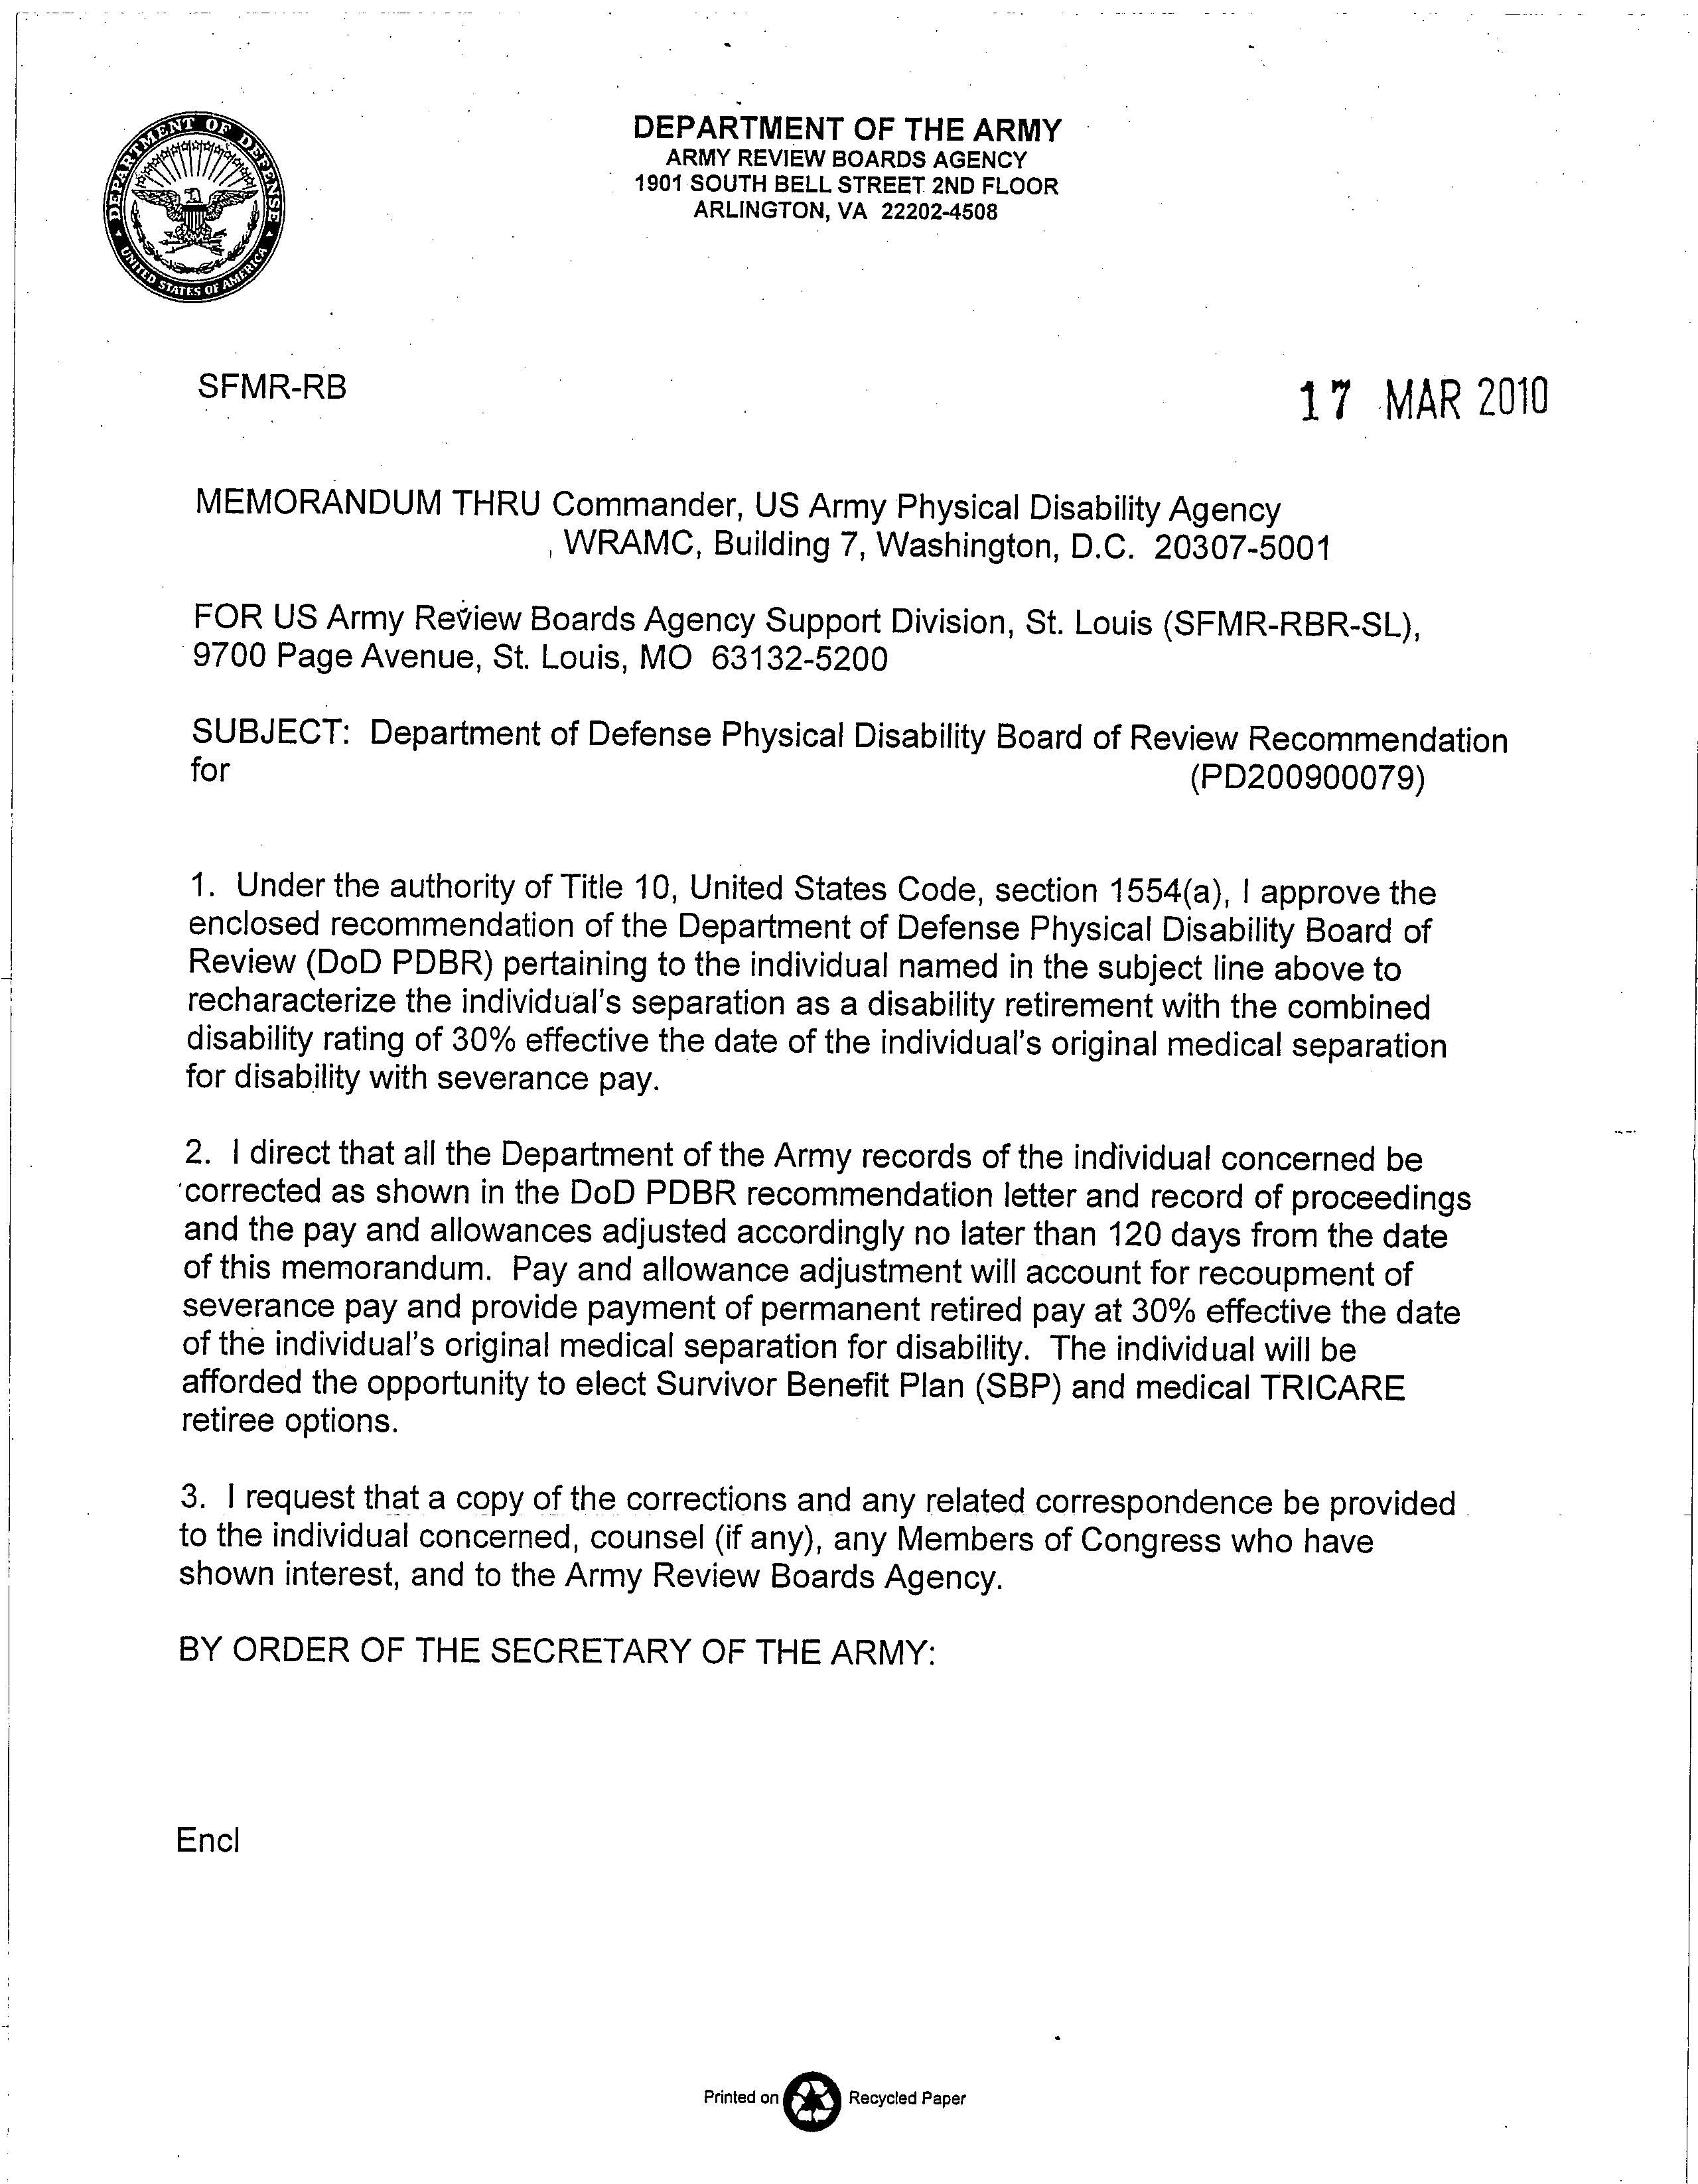 DEPARTMENT OF DEFENSE
UNITED STATES OF AMERICA
DEPARTMENT OF THE ARMY
ARMY REVIEW BOARDS AGENCY
1901 SOUTH BELL STREET 2ND FLOOR
ARLINGTON, VA 22202-4508
SFMR-RB
17 MAR 2010
MEMORANDUM THRU Commander, US Army Physical Disability Agency
, WRAMC, Building 7, Washington, D.C. 20307-5001
FOR US Army Review Boards Agency Support Division, St. Louis (SFMR-RBR-SL),
9700 Page Avenue, St. Louis, MO 63132-5200
SUBJECT: Department of Defense Physical Disability Board of Review Recommendation
for (PD200900079)
1. Under the authority of Title 10, United States Code, section 1554(a), I approve the
enclosed recommendation of the Department of Defense Physical Disability Board of
Review (DoD PDBR) pertaining to the individual named in the subject line above to
recharacterize the individual's separation as a disability retirement with the combined
disability rating of 30% effective the date of the individual's original medical separation
for disability with severance pay.
2. I direct that all the Department of the Army records of the individual concerned be
corrected as shown in the DoD PDBR recommendation letter and record of proceedings
and the pay and allowances adjusted accordingly no later than 120 days from the date
of this memorandum. Pay and allowance adjustment will account for recoupment of
severance pay and provide payment of permanent retired pay at 30% effective the date
of the individual's original medical separation for disability. The individual will be
afforded the opportunity to elect Survivor Benefit Plan (SBP) and medical TRICARE
retiree options.
3. I request that a copy of the corrections and any related correspondence be provided
to the individual concerned, counsel (if any), any Members of Congress who have
shown interest, and to the Army Review Boards Agency.
BY ORDER OF THE SECRETARY OF THE ARMY:
Encl
Printed on Recycled Paper